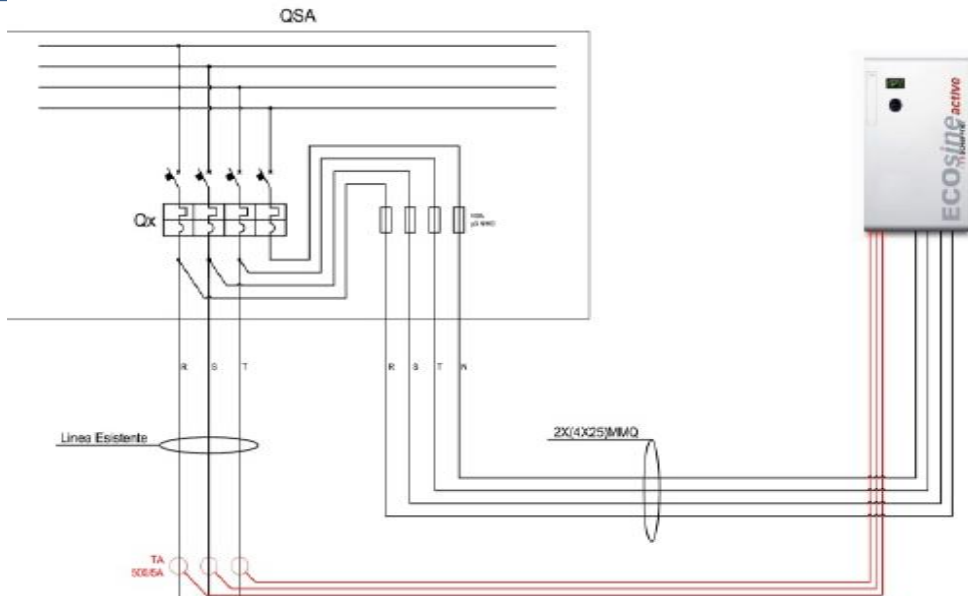 QSA
Qx
R S T
R S T N
Linea Esistente
2X(4X25)MMQ
TA
500/5A
ECOsine active